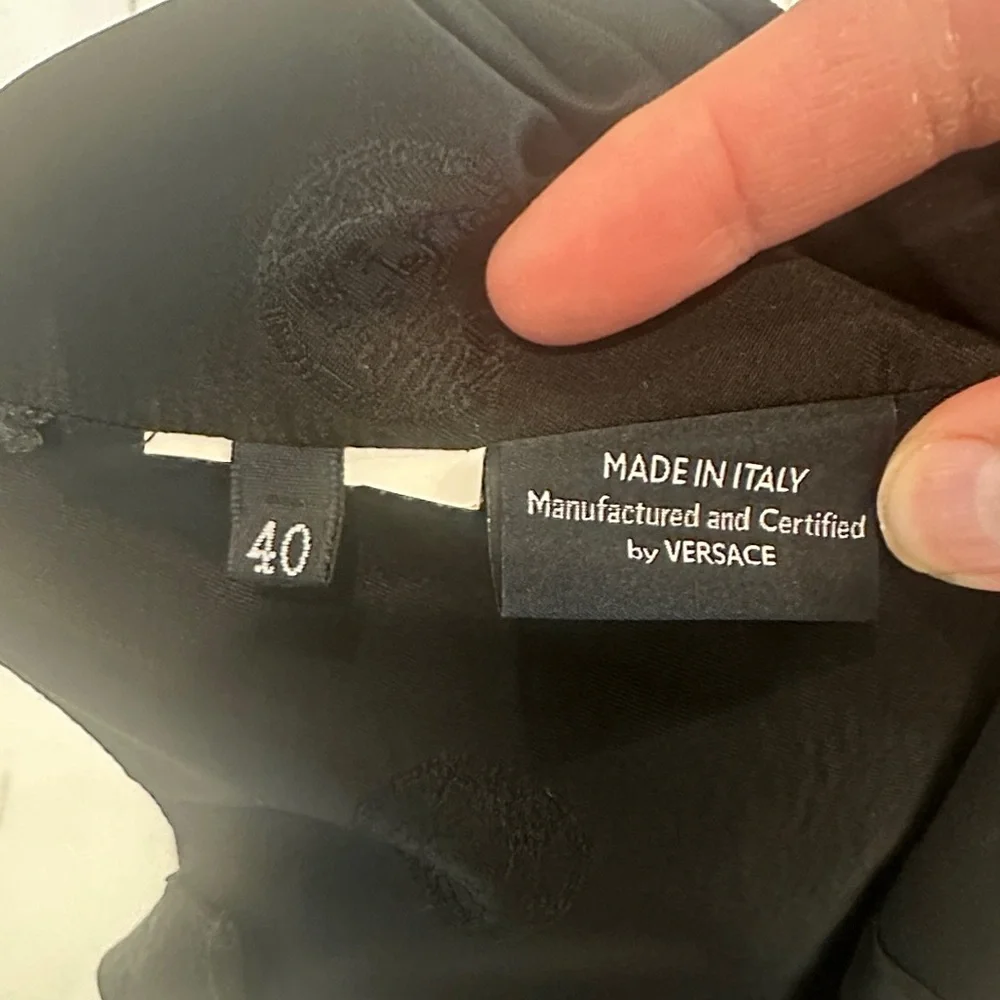 40
MADE IN ITALY
Manufactured and Certified
by VERSACE